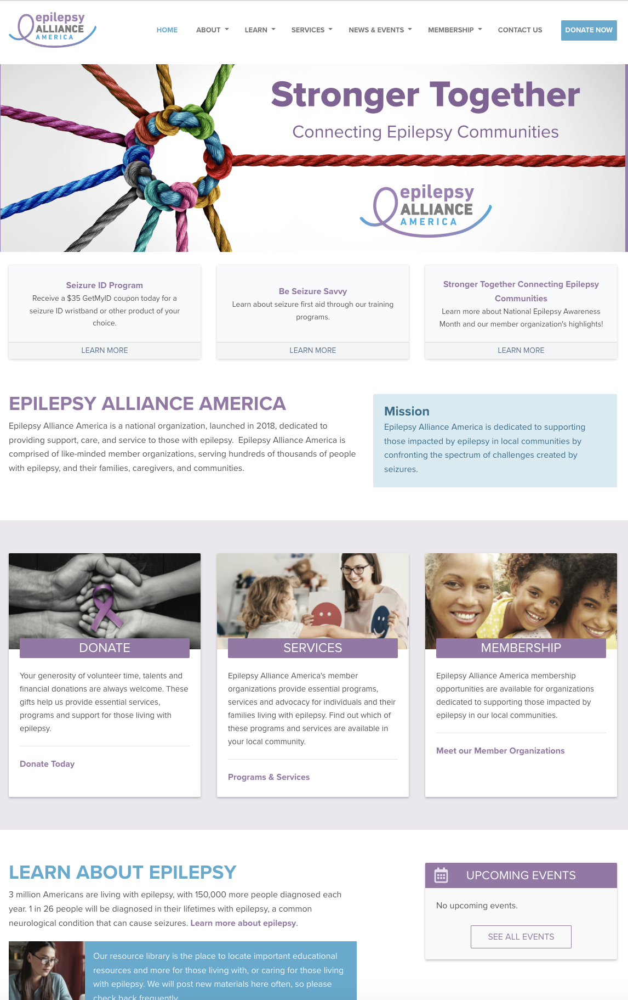 epilepsy
ALLIANCE
AMERICA
HOME ABOUT LEARN SERVICES NEWS & EVENTS MEMBERSHIP CONTACT US DONATE NOW
Stronger Together
Connecting Epilepsy Communities
epilepsy
ALLIANCE
AMERICA
Seizure ID Program
Receive a $35 GetMyID coupon today for a
seizure ID wristband or other product of your
choice.
LEARN MORE
Be Seizure Savvy
Learn about seizure first aid through our training
programs.
LEARN MORE
Stronger Together Connecting Epilepsy
Communities
Learn more about National Epilepsy Awareness
Month and our member organization's highlights!
LEARN MORE
EPILEPSY ALLIANCE AMERICA
Epilepsy Alliance America is a national organization, launched in 2018, dedicated to
providing support, care, and service to those with epilepsy.  Epilepsy Alliance America is
comprised of like-minded member organizations, serving hundreds of thousands of people
with epilepsy, and their families, caregivers, and communities.
Mission
Epilepsy Alliance America is dedicated to supporting
those impacted by epilepsy in local communities by
confronting the spectrum of challenges created by
seizures.
DONATE
Your generosity of volunteer time, talents and
financial donations are always welcome. These
gifts help us provide essential services,
programs and support for those living with
epilepsy.
Donate Today
SERVICES
Epilepsy Alliance America's member
organizations provide essential programs,
services and advocacy for individuals and their
families living with epilepsy. Find out which of
these programs and services are available in
your local community.
Programs & Services
MEMBERSHIP
Epilepsy Alliance America membership
opportunities are available for organizations
dedicated to supporting those impacted by
epilepsy in our local communities.
Meet our Member Organizations
LEARN ABOUT EPILEPSY
3 million Americans are living with epilepsy, with 150,000 more people diagnosed each
year. 1 in 26 people will be diagnosed in their lifetimes with epilepsy, a common
neurological condition that can cause seizures. Learn more about epilepsy.
Our resource library is the place to locate important educational
resources and more for those living with, or caring for those living
with epilepsy. We will post new materials here often, so please
check back frequently
UPCOMING EVENTS
No upcoming events.
SEE ALL EVENTS